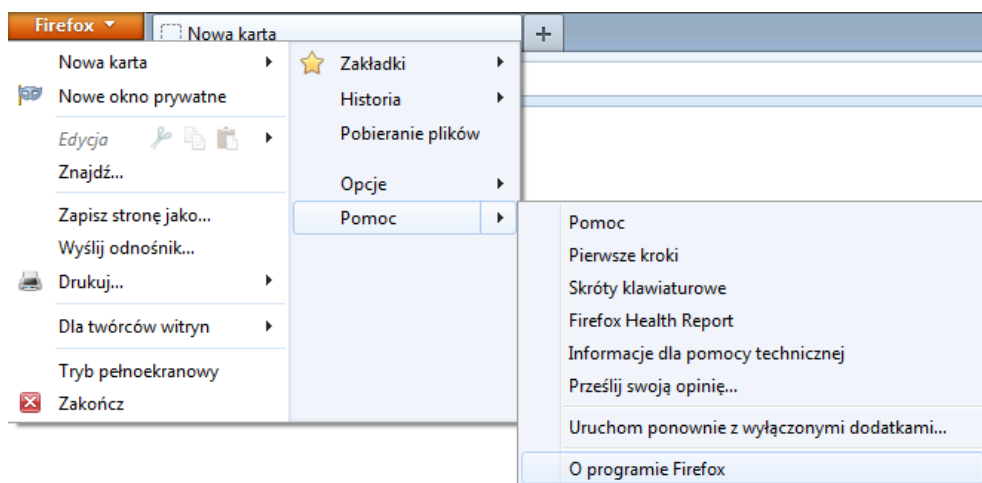 Firefox
Nowa karta
+
Nowa karta
Nowe okno prywatne
Edycja
Znajdź...
Zapisz stronę jako...
Wyślij odnośnik...
Drukuj...
Dla twórców witryn
Tryb pełnoekranowy
Zakończ
Zakładki
Historia
Pobieranie plików
Opcje
Pomoc
Pomoc
Pierwsze kroki
Skróty klawiaturowe
Firefox Health Report
Informacje dla pomocy technicznej
Prześlij swoją opinię...
Uruchom ponownie z wyłączonymi dodatkami...
O programie Firefox